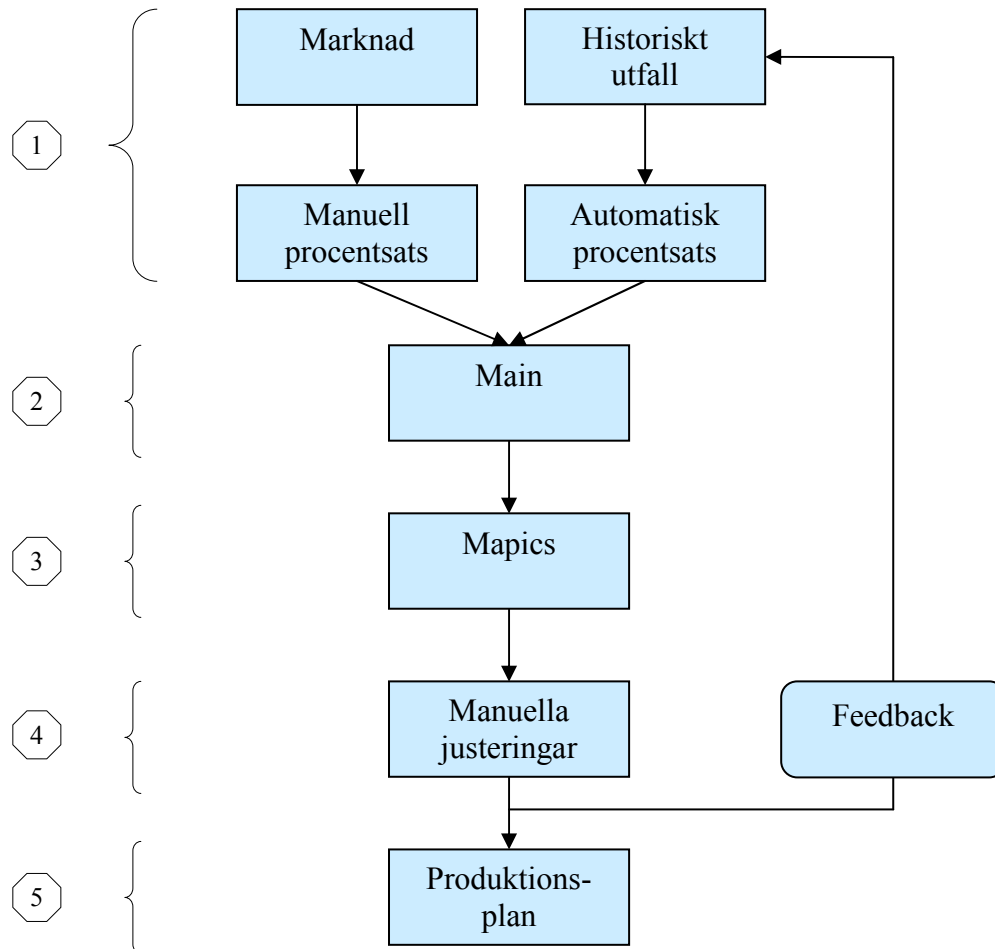 Marknad
Historiskt
utfall
1
Manuell
procentsats
Automatisk
procentsats
2
Main
3
Mapics
4
Manuella
justeringar
Feedback
5
Produktions-
plan